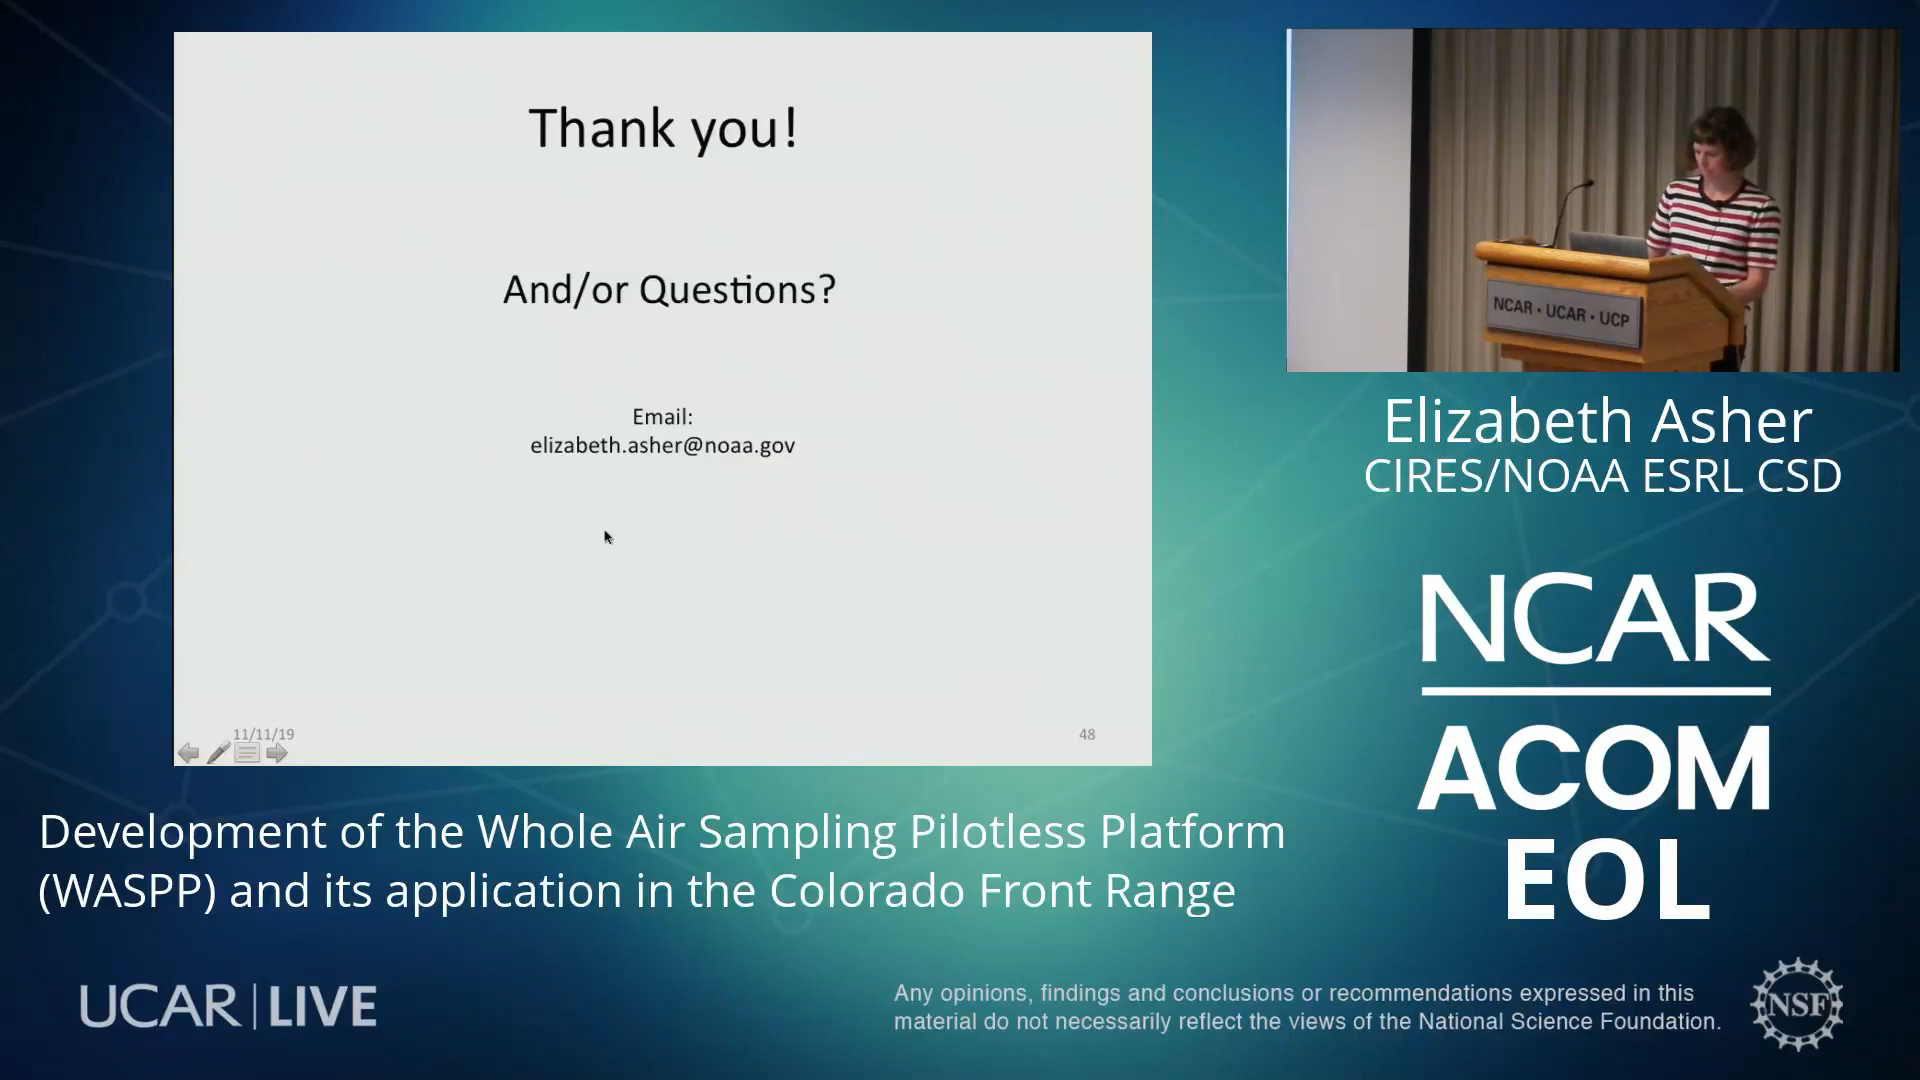 Thank you!
And/or Questions?
Email:
elizabeth.asher@noaa.gov
11/11/19
48
NCAR • UCAR • UCP
Elizabeth Asher
CIRES/NOAA ESRL CSD
NCAR
ACOM
EOL
Development of the Whole Air Sampling Pilotless Platform
(WASPP) and its application in the Colorado Front Range
UCAR | LIVE
Any opinions, findings and conclusions or recommendations expressed in this
material do not necessarily reflect the views of the National Science Foundation.
NSF